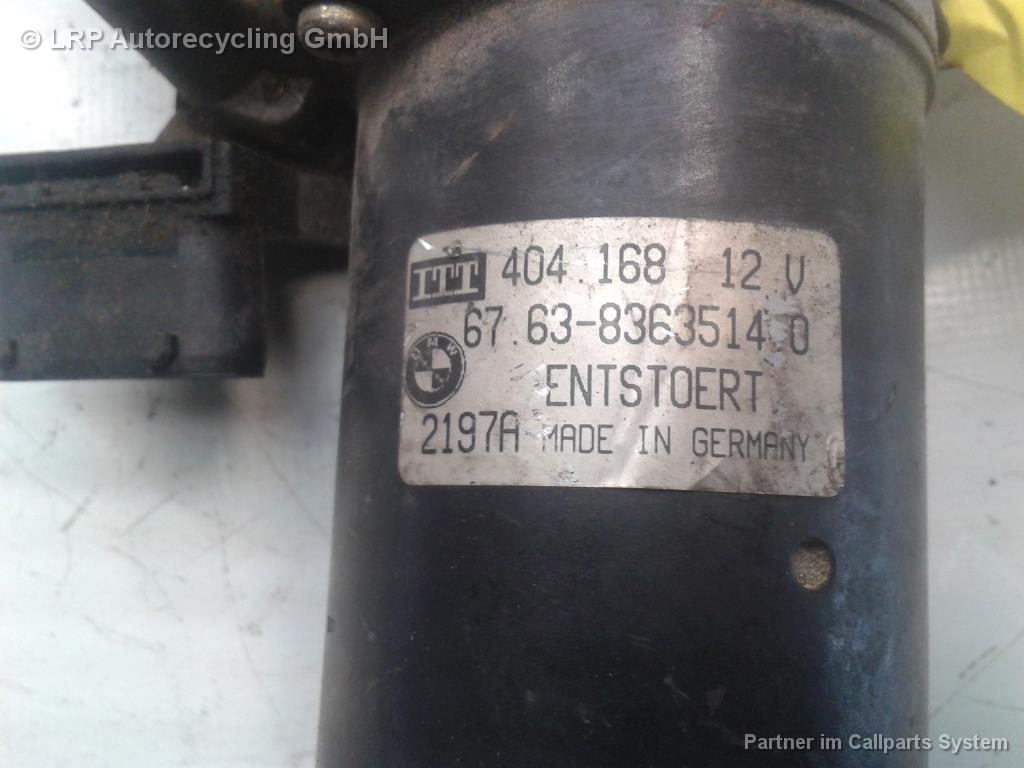 © LRP Autorecycling GmbH
ITT 404.168 12 V
67.63-8363514.0
BMW
ENTSTOERT
2197A MADE IN GERMANY
Partner im Callparts System